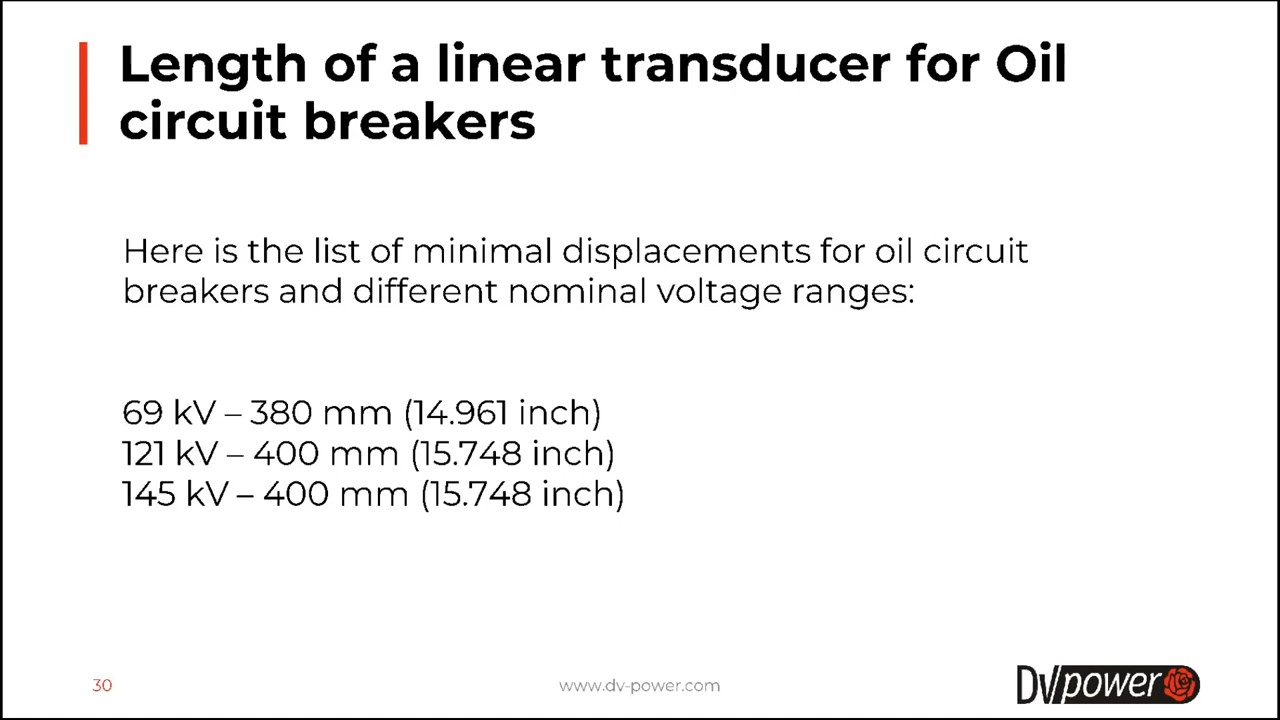 Length of a linear transducer for Oil
circuit breakers
Here is the list of minimal displacements for oil circuit
breakers and different nominal voltage ranges:
69 kV – 380 mm (14.961 inch)
121 kV – 400 mm (15.748 inch)
145 kV – 400 mm (15.748 inch)
30
www.dv-power.com
DV power